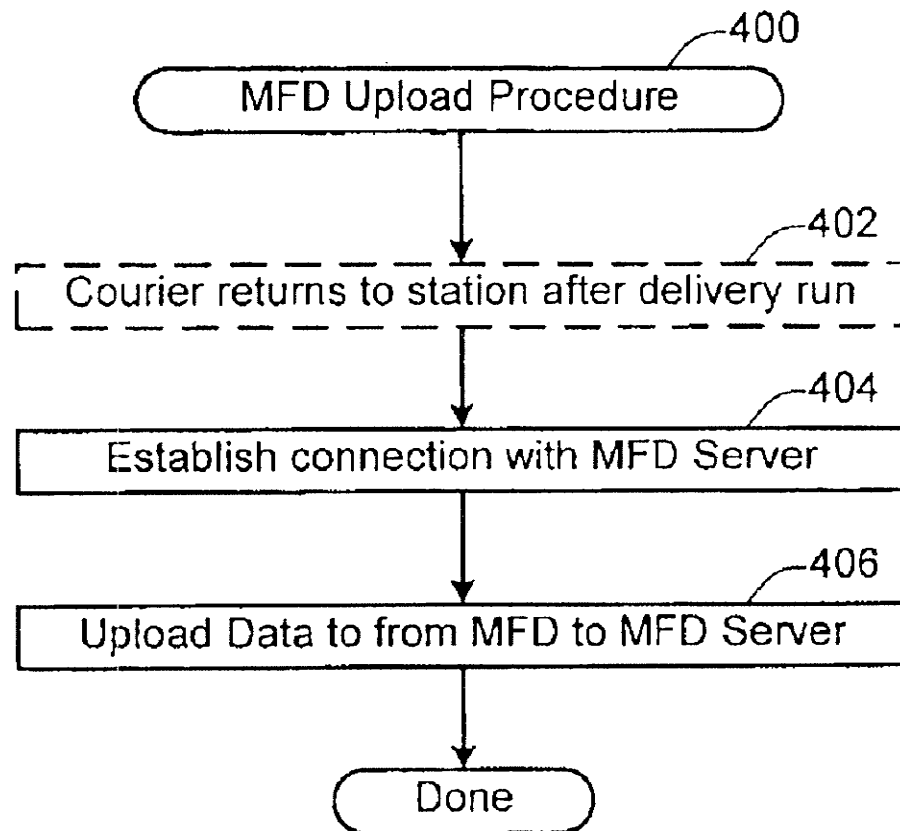 400
MFD Upload Procedure
402
Courier returns to station after delivery run
404
Establish connection with MFD Server
406
Upload Data to from MFD to MFD Server
Done